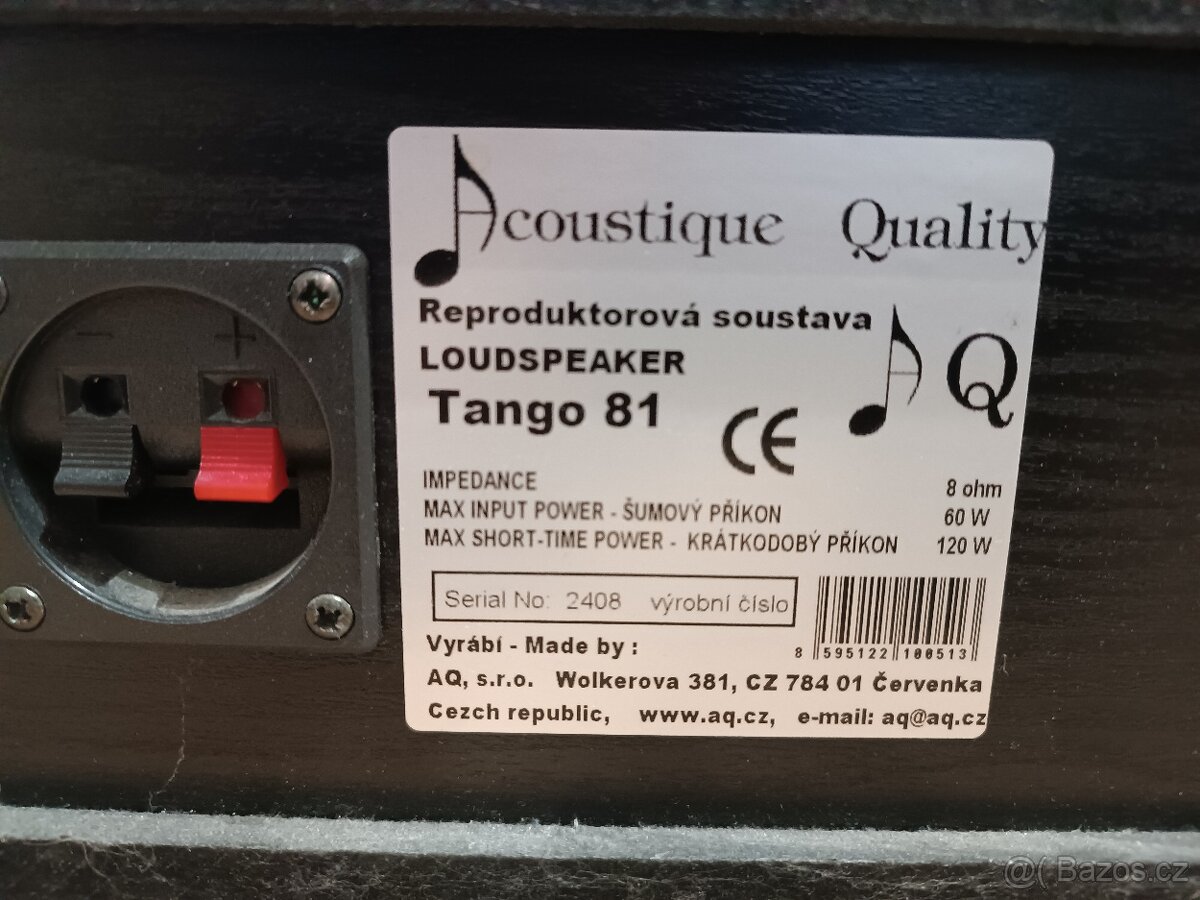 Acoustique Quality
Reproduktorová soustava
LOUDSPEAKER
Tango 81
CE
AQ
IMPEDANCE 8 ohm
MAX INPUT POWER - ŠUMOVÝ PŘÍKON 60 W
MAX SHORT-TIME POWER - KRÁTKODOBÝ PŘÍKON 120 W
Serial No: 2408 výrobní číslo
8 595122 100513
Vyrábí - Made by :
AQ, s.r.o. Wolkerova 381, CZ 784 01 Červenka
Cezch republic, www.aq.cz, e-mail: aq@aq.cz
- +
@( Bazos.cz